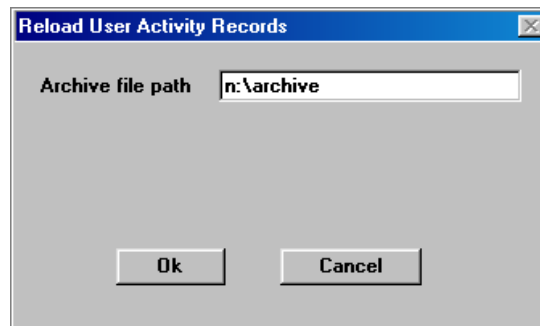 Reload User Activity Records
Archive file path n:\archive
Ok Cancel